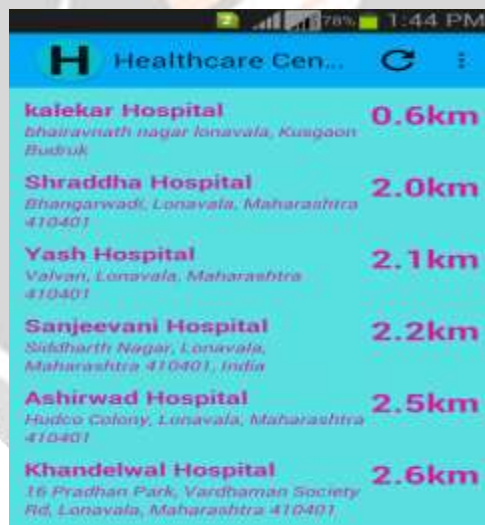 2 78% 1:44 PM
H Healthcare Cen...
kalekar Hospital 0.6km
bhairavnath nagar lonavala, Kusgaon
Budruk
Shraddha Hospital 2.0km
Bhangarwadi, Lonavala, Maharashtra
410401
Yash Hospital 2.1km
Valvan, Lonavala, Maharashtra
410401
Sanjeevani Hospital 2.2km
Siddharth Nagar, Lonavala,
Maharashtra 410401, India
Ashirwad Hospital 2.5km
Hudco Colony, Lonavala, Maharashtra
410401
Khandelwal Hospital 2.6km
16 Pradhan Park, Vardhaman Society
Rd, Lonavala, Maharashtra 410401